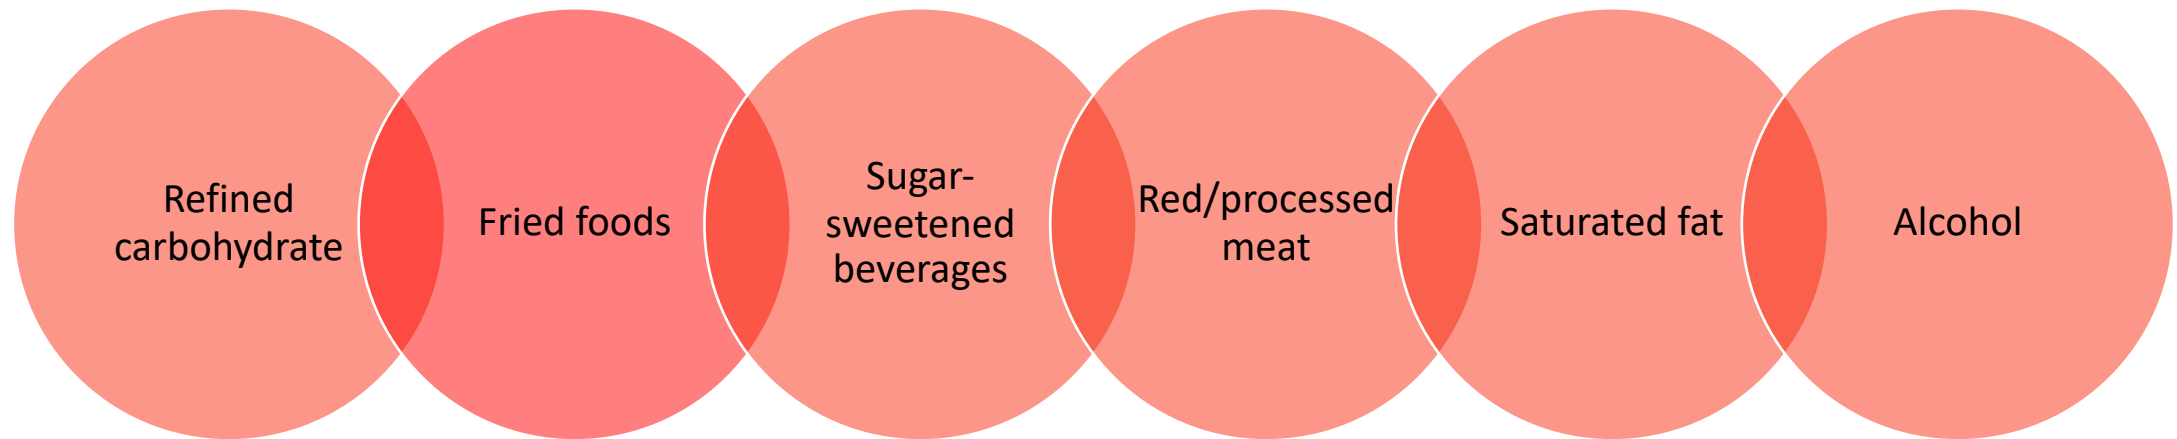 Refined
carbohydrate
Fried foods
Sugar-
sweetened
beverages
Red/processed
meat
Saturated fat
Alcohol